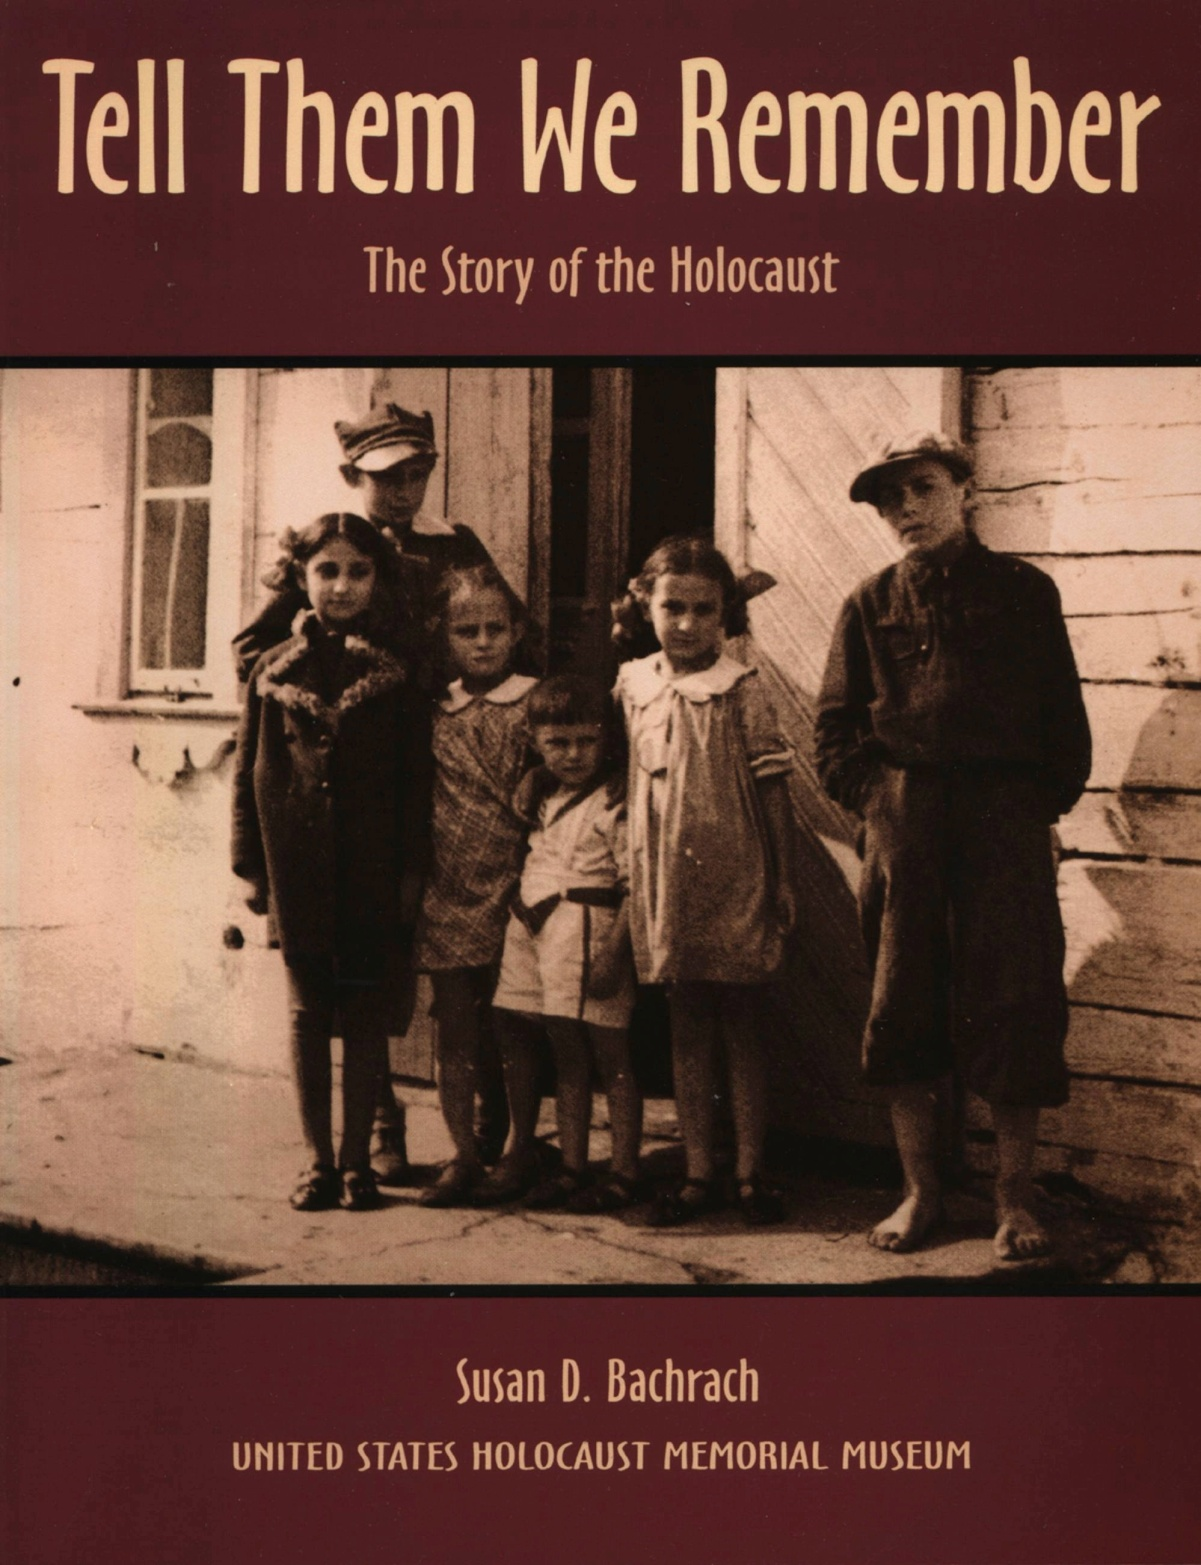 Tell Them We Remember
The Story of the Holocaust
Susan D. Bachrach
UNITED STATES HOLOCAUST MEMORIAL MUSEUM